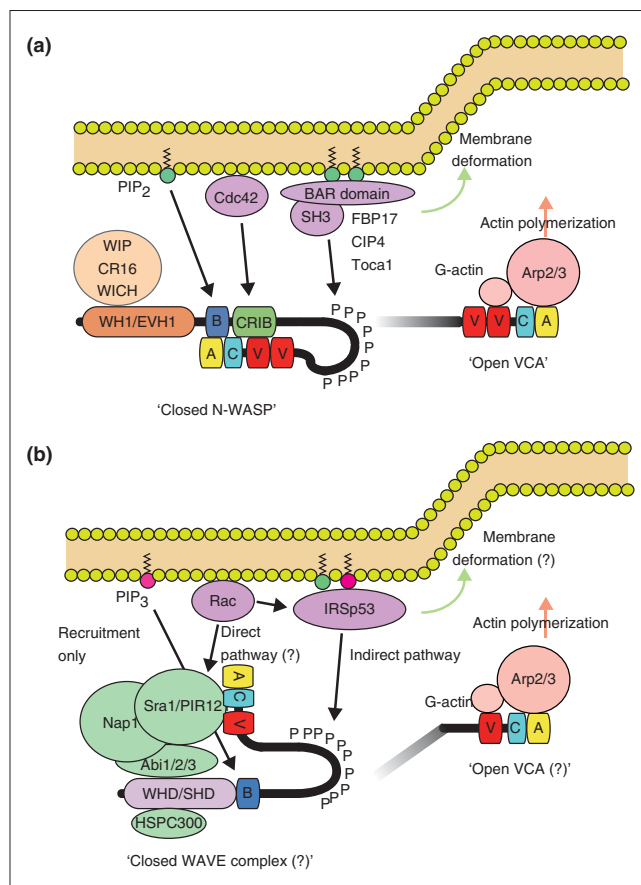 (a)
Membrane
deformation
PIP2
Cdc42
BAR domain
SH3
FBP17
CIP4
Toca1
Actin polymerization
WIP
CR16
WICH
G-actin
Arp2/3
WH1/EVH1
B
CRIB
P P P P P P P P P P P
V V C A
A C V V
'Open VCA'
'Closed N-WASP'
(b)
Membrane
deformation (?)
PIP3
Rac
IRSp53
Recruitment
only
Direct
pathway (?)
Indirect pathway
Actin polymerization
A
C
V
Sra1/PIR12
Nap1
Arp2/3
G-actin
P P P P P P P P P P P
Abi1/2/3
V C A
WHD/SHD
B
HSPC300
'Open VCA (?)'
'Closed WAVE complex (?)'